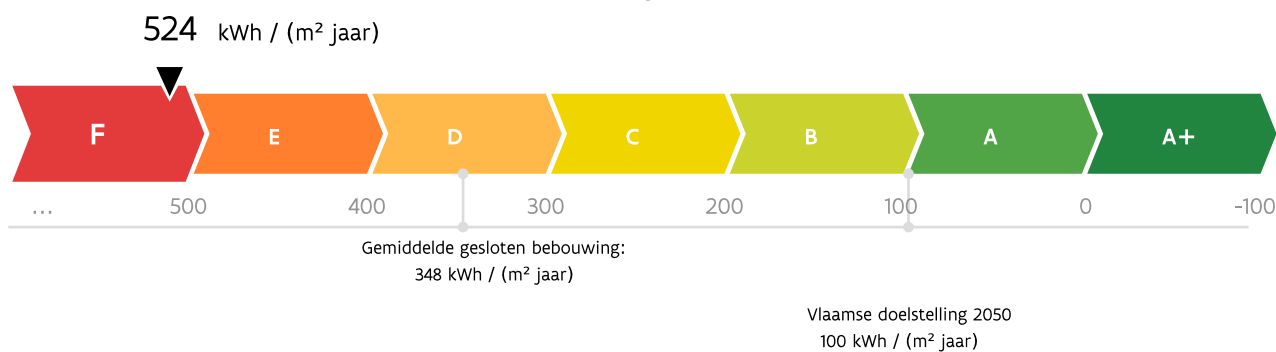 524 kWh / (m² jaar)
F E D C B A A+
... 500 400 300 200 100 0 -100
Gemiddelde gesloten bebouwing:
348 kWh / (m² jaar)
Vlaamse doelstelling 2050
100 kWh / (m² jaar)